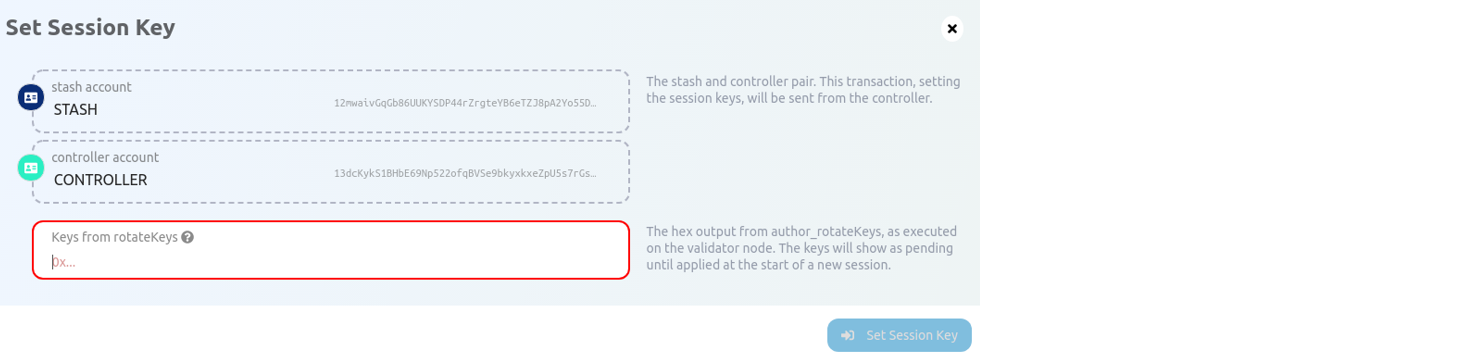 Set Session Key
stash account
STASH
12mwaivGqGb86UUKYSDP44rZrgteYB6eTZJ8pA2Yo55D…
The stash and controller pair. This transaction, setting
the session keys, will be sent from the controller.
controller account
CONTROLLER
13dcKykS1BHbE69Np522ofqBVSe9bkyxkxeZpU5s7rGs…
Keys from rotateKeys
0x...
The hex output from author_rotateKeys, as executed
on the validator node. The keys will show as pending
until applied at the start of a new session.
Set Session Key